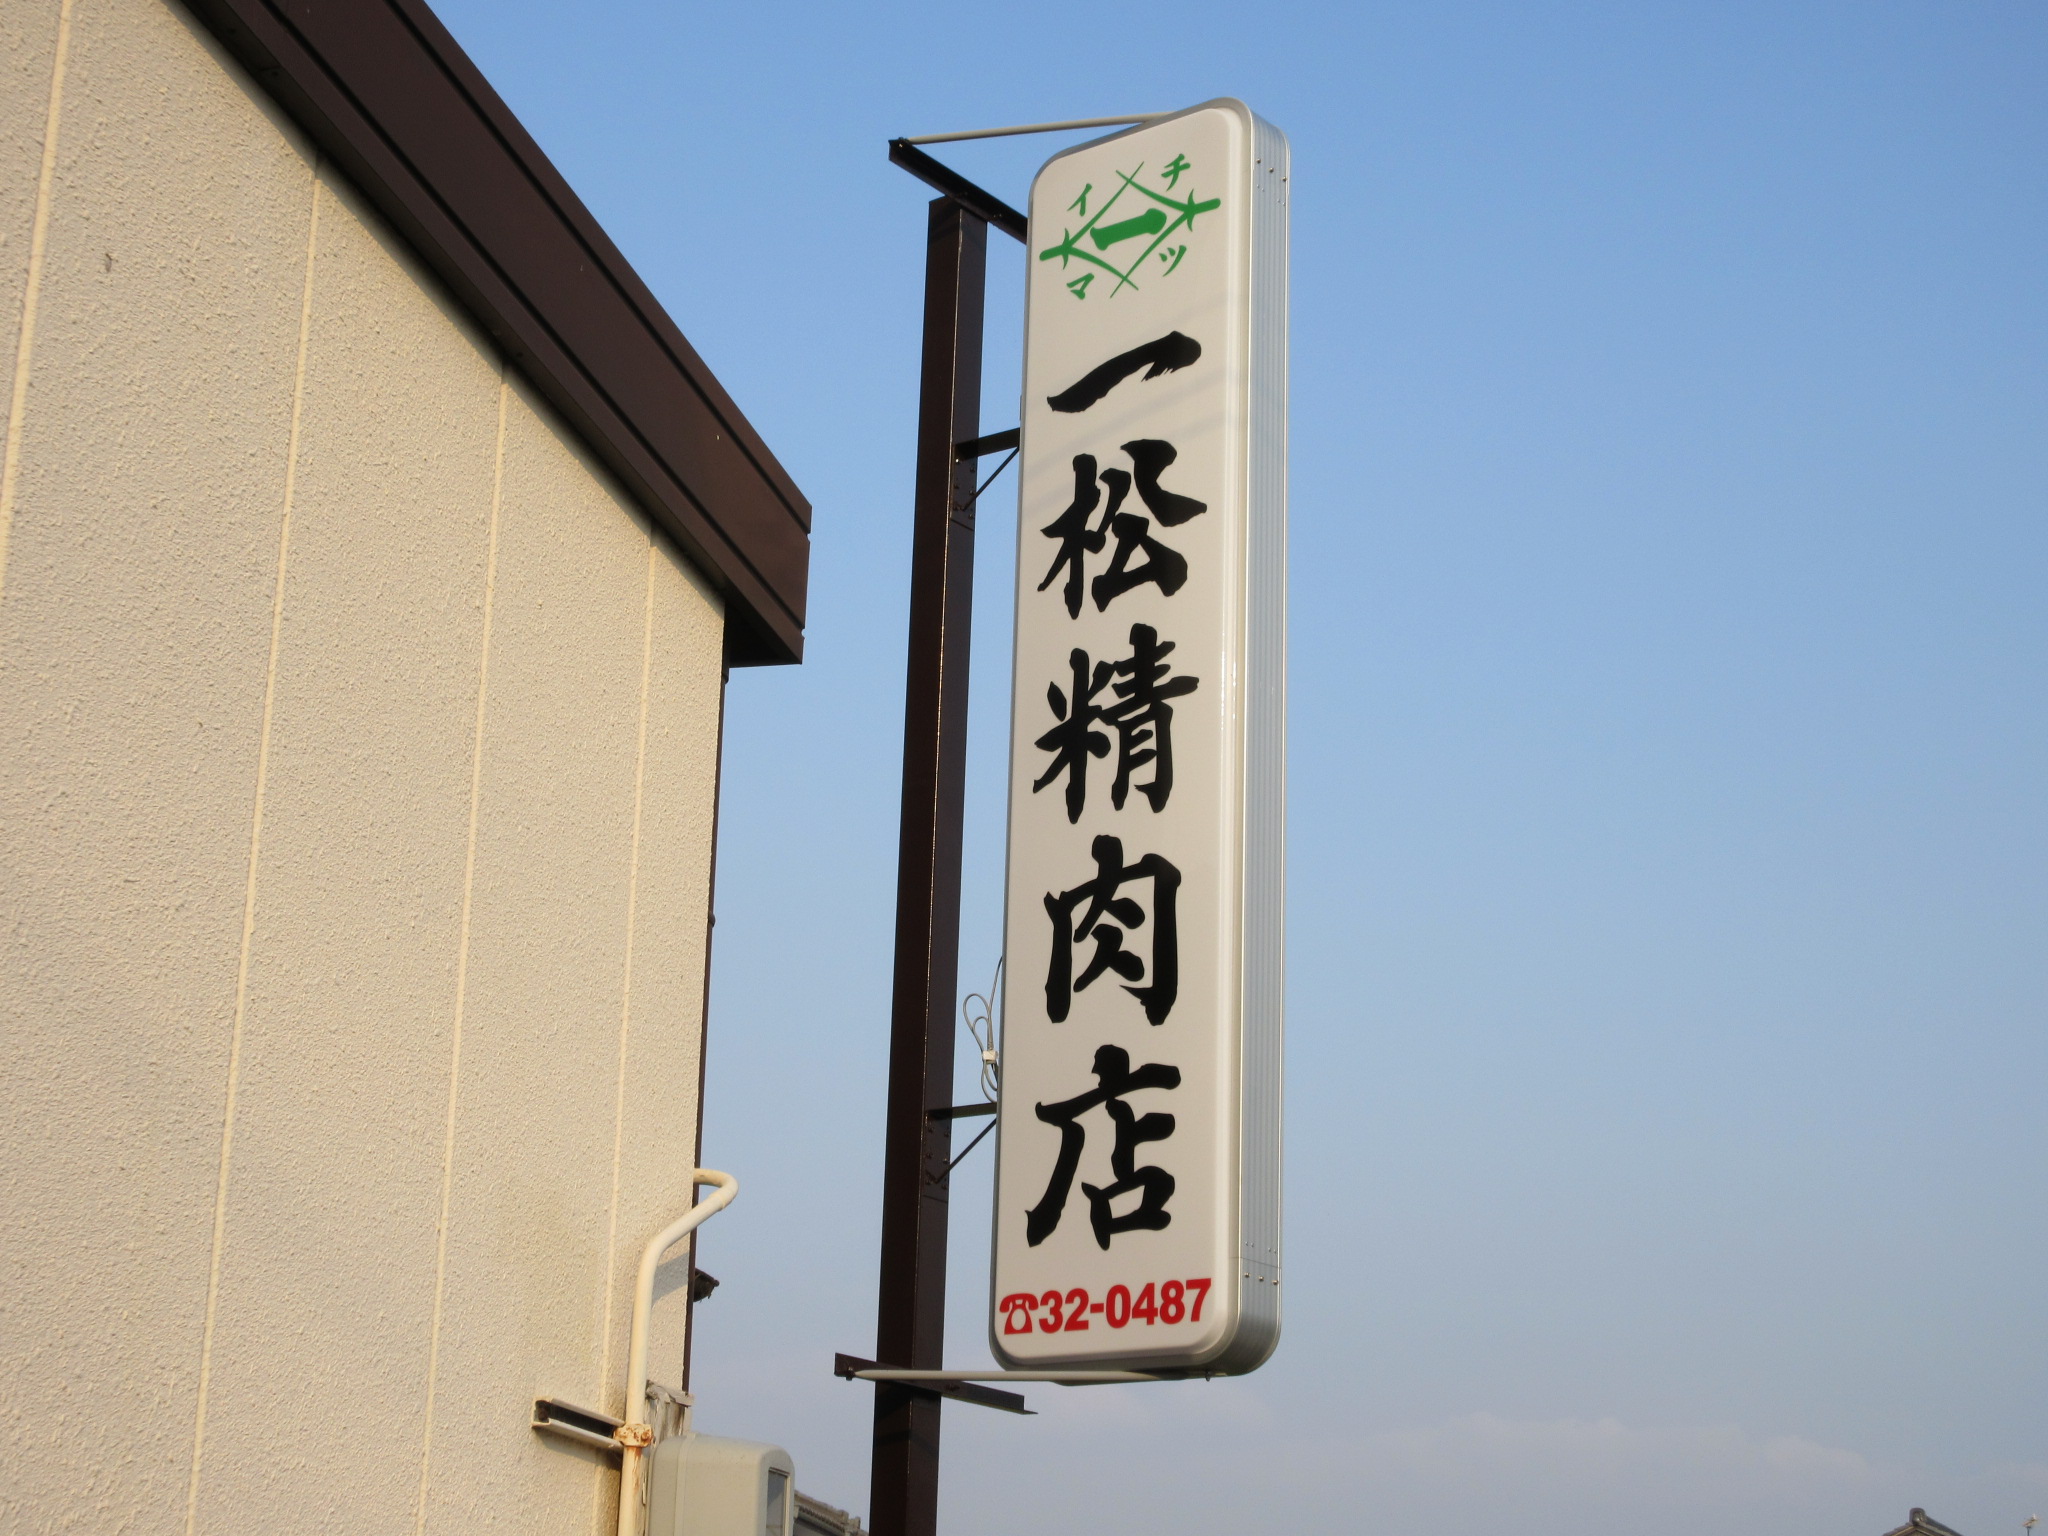 イチ
一
マツ
一松精肉店
☎32-0487